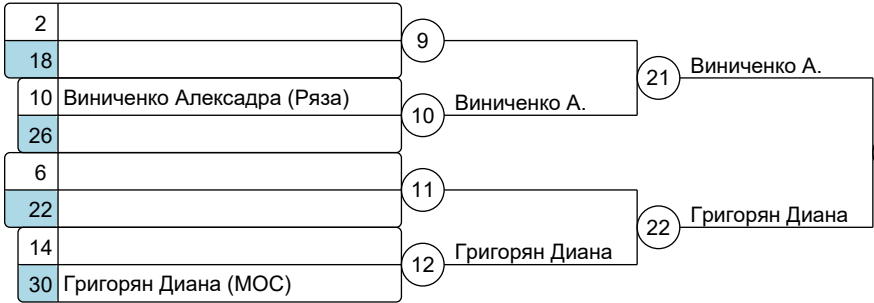 2
9
18
21 Виниченко А.
10 Виниченко Алексадра (Ряза)
10 Виниченко А.
26
6
11
22
22 Григорян Диана
14
12 Григорян Диана
30 Григорян Диана (МОС)